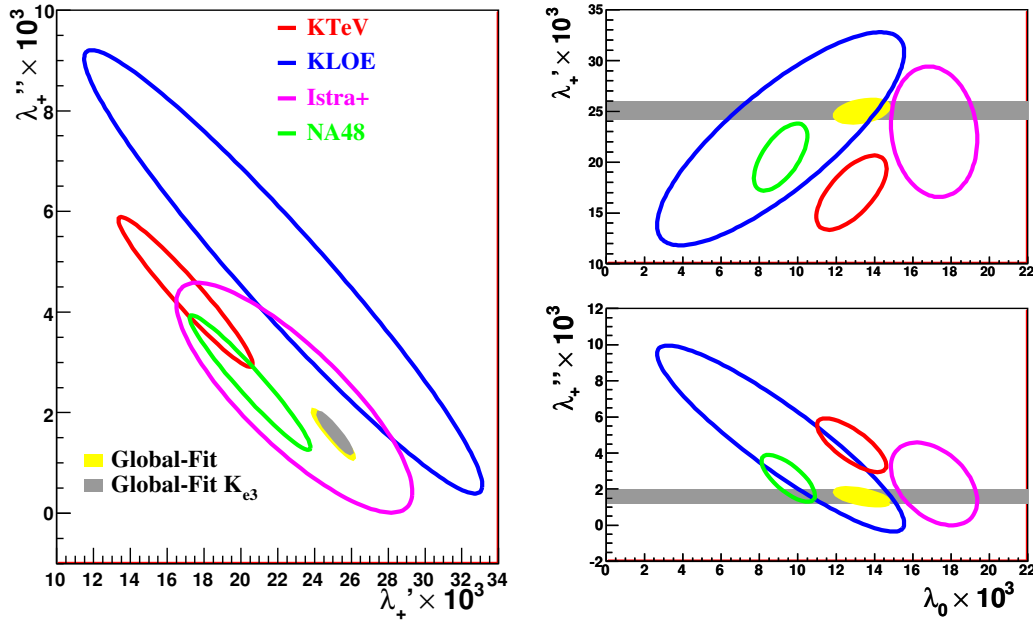 λ₊'' × 10³
10
8
6
4
2
0
KTeV
KLOE
Istra+
NA48
Global-Fit
Global-Fit Kₑ₃
10 12 14 16 18 20 22 24 26 28 30 32 34
λ₊' × 10³
λ₊' × 10³
35
30
25
20
15
10
0 2 4 6 8 10 12 14 16 18 20 22
λ₊'' × 10³
12
10
8
6
4
2
0
-2
0 2 4 6 8 10 12 14 16 18 20 22
λ₀ × 10³